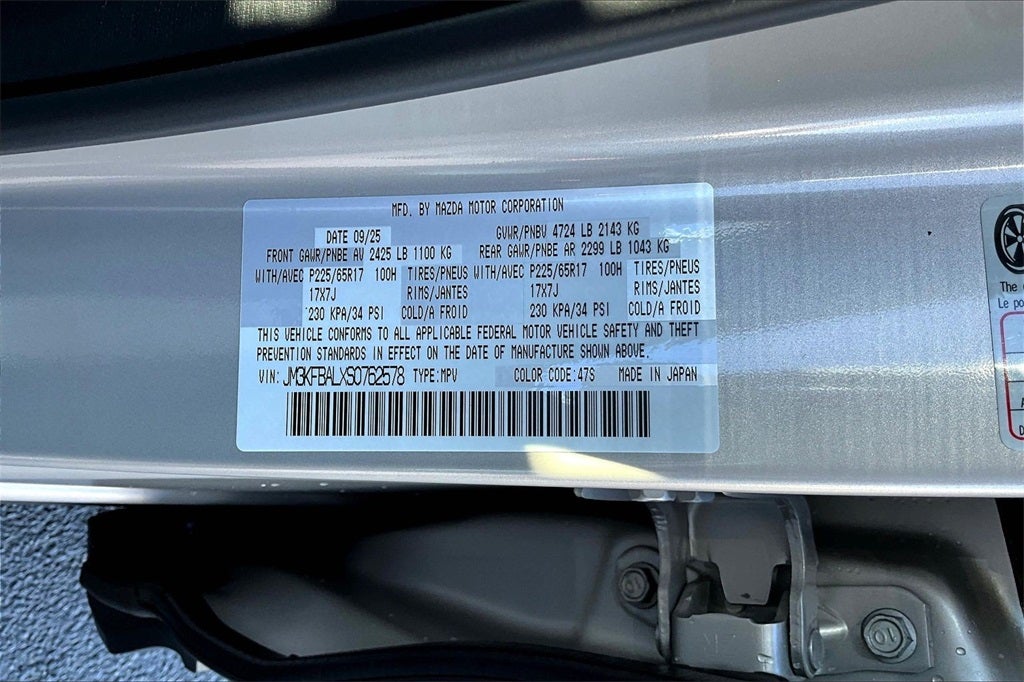 MFD. BY MAZDA MOTOR CORPORATION
DATE 09/25 GVWR/PNBV 4724 LB 2143 KG
FRONT GAWR/PNBE AV 2425 LB 1100 KG REAR GAWR/PNBE AR 2299 LB 1043 KG
WITH/AVEC P225/65R17 100H TIRES/PNEUS WITH/AVEC P225/65R17 100H TIRES/PNEUS
17X7J RIMS/JANTES 17X7J RIMS/JANTES
230 KPA/34 PSI COLD/A FROID 230 KPA/34 PSI COLD/A FROID
THIS VEHICLE CONFORMS TO ALL APPLICABLE FEDERAL MOTOR VEHICLE SAFETY AND THEFT
PREVENTION STANDARDS IN EFFECT ON THE DATE OF MANUFACTURE SHOWN ABOVE.
VIN: JM3KFBALXS0762578 TYPE:MPV COLOR CODE:47S MADE IN JAPAN
The
Le po
10